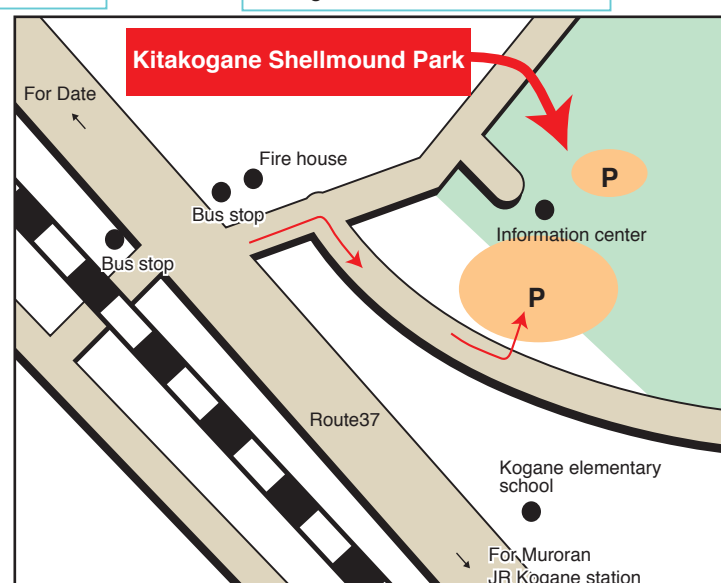 Kitakogane Shellmound Park
For Date
Fire house
Bus stop
P
Information center
Bus stop
P
Route37
Kogane elementary
school
For Muroran
JR Kogane station